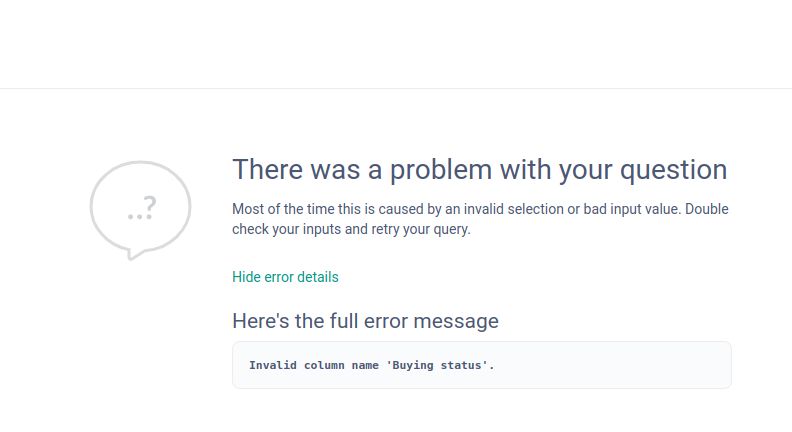 ...?
There was a problem with your question
Most of the time this is caused by an invalid selection or bad input value. Double
check your inputs and retry your query.
Hide error details
Here's the full error message
Invalid column name 'Buying status'.